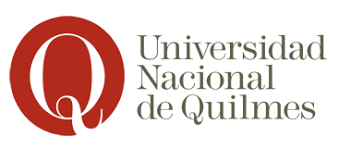 Q
Universidad
Nacional
de Quilmes